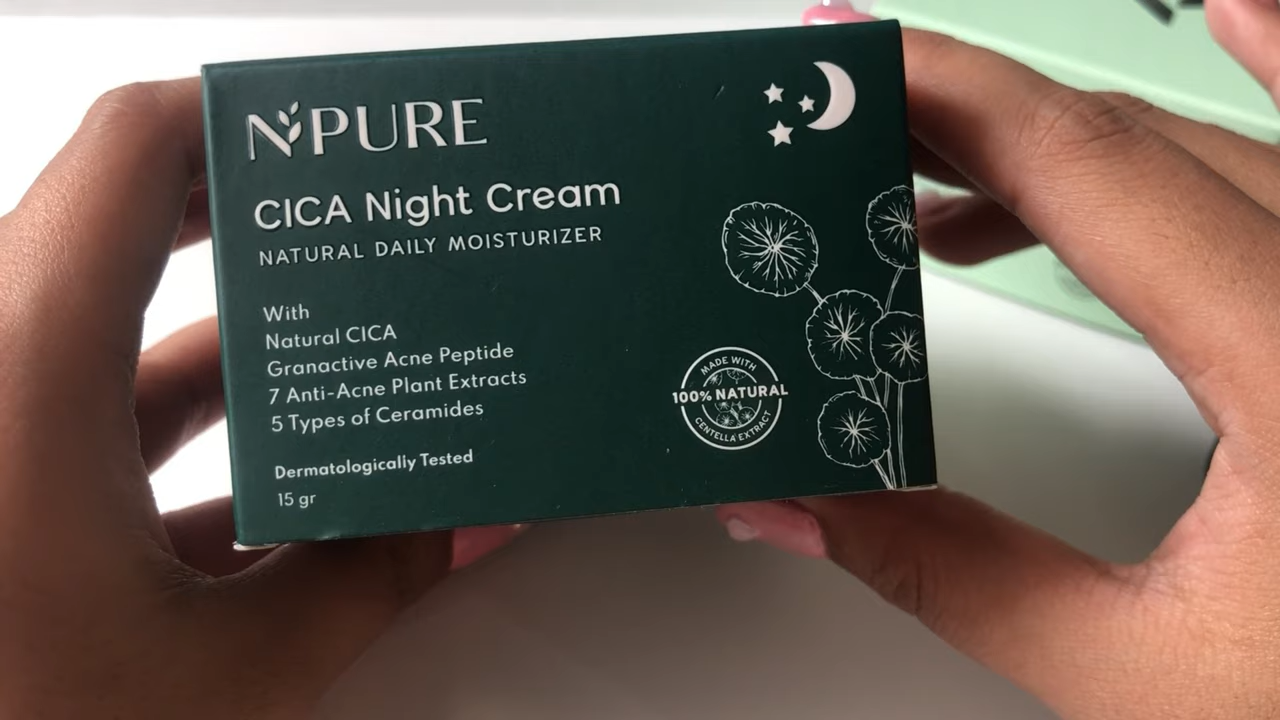 NPURE
CICA Night Cream
NATURAL DAILY MOISTURIZER
With
Natural CICA
Granactive Acne Peptide
7 Anti-Acne Plant Extracts
5 Types of Ceramides
Dermatologically Tested
15 gr
MADE WITH
100% NATURAL
CENTELLA EXTRACT